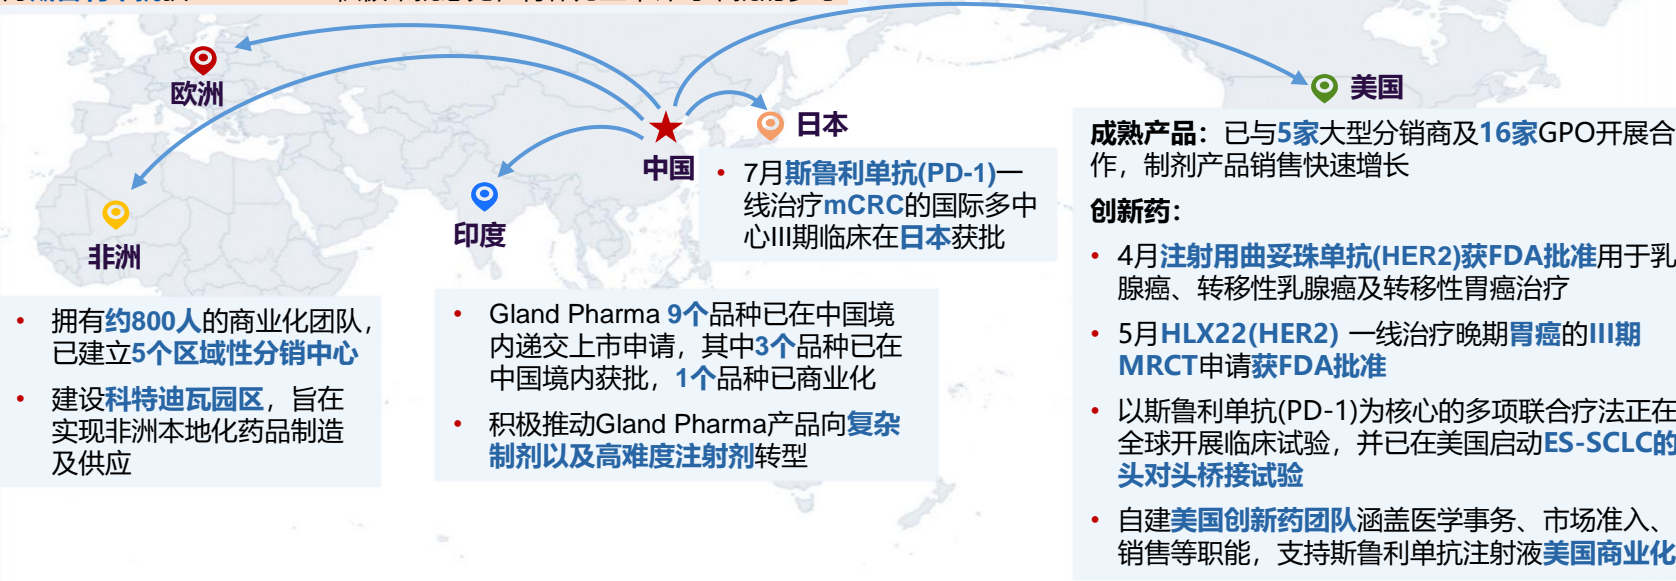 欧洲
非洲
• 拥有约800人的商业化团队，
已建立5个区域性分销中心
• 建设科特迪瓦园区，旨在
实现非洲本地化药品制造
及供应
印度
• Gland Pharma 9个品种已在中国境
内递交上市申请，其中3个品种已在
中国境内获批，1个品种已商业化
• 积极推动Gland Pharma产品向复杂
制剂以及高难度注射剂转型
中国
日本
• 7月斯鲁利单抗(PD-1)一
线治疗mCRC的国际多中
心III期临床在日本获批
美国
成熟产品：已与5家大型分销商及16家GPO开展合
作，制剂产品销售快速增长
创新药：
• 4月注射用曲妥珠单抗(HER2)获FDA批准用于乳
腺癌、转移性乳腺癌及转移性胃癌治疗
• 5月HLX22(HER2) 一线治疗晚期胃癌的III期
MRCT申请获FDA批准
• 以斯鲁利单抗(PD-1)为核心的多项联合疗法正在
全球开展临床试验，并已在美国启动ES-SCLC的
头对头桥接试验
• 自建美国创新药团队涵盖医学事务、市场准入、
销售等职能，支持斯鲁利单抗注射液美国商业化